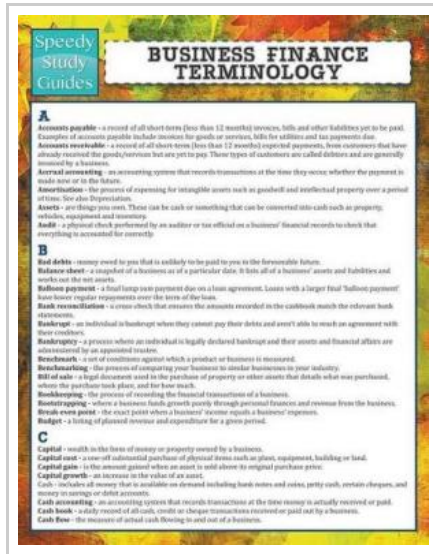 Speedy
Study
Guides
BUSINESS FINANCE
TERMINOLOGY
A
Accounts payable - a record of all short-term (less than 12 months) invoices, bills and other liabilities yet to be paid.
Examples of accounts payable include invoices for goods or services, bills for utilities and tax payments due.
Accounts receivable - a record of all short-term (less than 12 months) expected payments, from customers that have
already received the goods/services but are yet to pay. These types of customers are called debtors and are generally
invoiced by a business.
Accrual accounting - an accounting system that records transactions at the time they occur, whether the payment is
made now or in the future.
Amortisation - the process of expensing for intangible assets such as goodwill and intellectual property over a period
of time. See also Depreciation.
Assets - are things you own. These can be cash or something that can be converted into cash such as property,
vehicles, equipment and inventory.
Audit - a physical check performed by an auditor or tax official on a business' financial records to check that
everything is accounted for correctly.
B
Bad debts - money owed to you that is unlikely to be paid to you in the foreseeable future.
Balance sheet - a snapshot of a business as of a particular date. It lists all of a business' assets and liabilities and
works out the net assets.
Balloon payment - a final lump sum payment due on a loan agreement. Loans with a larger final 'balloon payment'
have lower regular repayments over the term of the loan.
Bank reconciliation - a cross-check that ensures the amounts recorded in the cashbook match the relevant bank
statements.
Bankrupt - an individual is bankrupt when they cannot pay their debts and aren't able to reach an agreement with
their creditors.
Bankruptcy - a process where an individual is legally declared bankrupt and their assets and financial affairs are
administered by an appointed trustee.
Benchmark - a set of conditions against which a product or business is measured.
Benchmarking - the process of comparing your business to similar businesses in your industry.
Bill of sale - a legal document used in the purchase of property or other assets that details what was purchased,
where the purchase took place, and for how much.
Bookkeeping - the process of recording the financial transactions of a business.
Bootstrapping - where a business funds growth purely through personal finances and revenue from the business.
Break-even point - the exact point when a business' income equals a business' expenses.
Budget - a listing of planned revenue and expenditure for a given period.
C
Capital - wealth in the form of money or property owned by a business.
Capital cost - a one-off substantial purchase of physical items such as plant, equipment, building or land.
Capital gain - is the amount gained when an asset is sold above its original purchase price.
Capital growth - an increase in the value of an asset.
Cash - includes all money that is available on demand including bank notes and coins, petty cash, certain cheques, and
money in savings or debit accounts.
Cash accounting - an accounting system that records transactions at the time money is actually received or paid.
Cash book - a daily record of all cash, credit or cheque transactions received or paid out by a business.
Cash flow - the measure of actual cash flowing in and out of a business.